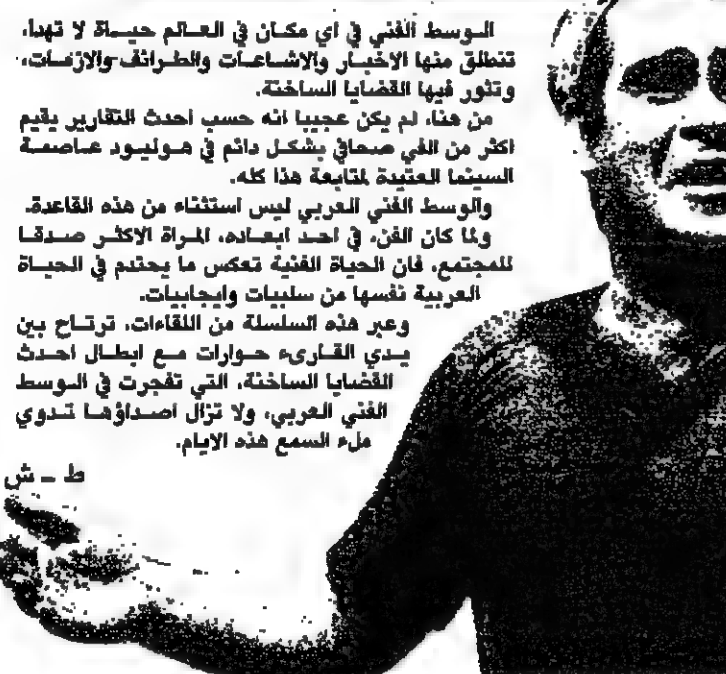 الوسط الفني في اي مكان في العالم حياة لا تهدا،
تنطلق منها الاخبار والاشاعات والطرائف والازمات،
وتثور فيها القضايا الساخنة.
من هنا، لم يكن عجيبا انه حسب احدث التقارير يقيم
اكثر من الفي صحافي بشكل دائم في هوليود عاصمة
السينما العتيدة لمتابعة هذا كله.
والوسط الفني العربي ليس استثناء من هذه القاعدة.
ولما كان الفن، في احد ابعاده، المراة الاكثر صدقا
للمجتمع، فان الحياة الفنية تعكس ما يحتدم في الحياة
العربية نفسها من سلبيات وايجابيات.
وعبر هذه السلسلة من اللقاءات، ترتاح بين
يدي القارىء حوارات مع ابطال احدث
القضايا الساخنة، التي تفجرت في الوسط
الفني العربي، ولا تزال اصداؤها تدوي
ملء السمع هذه الايام.
ط ـ ش